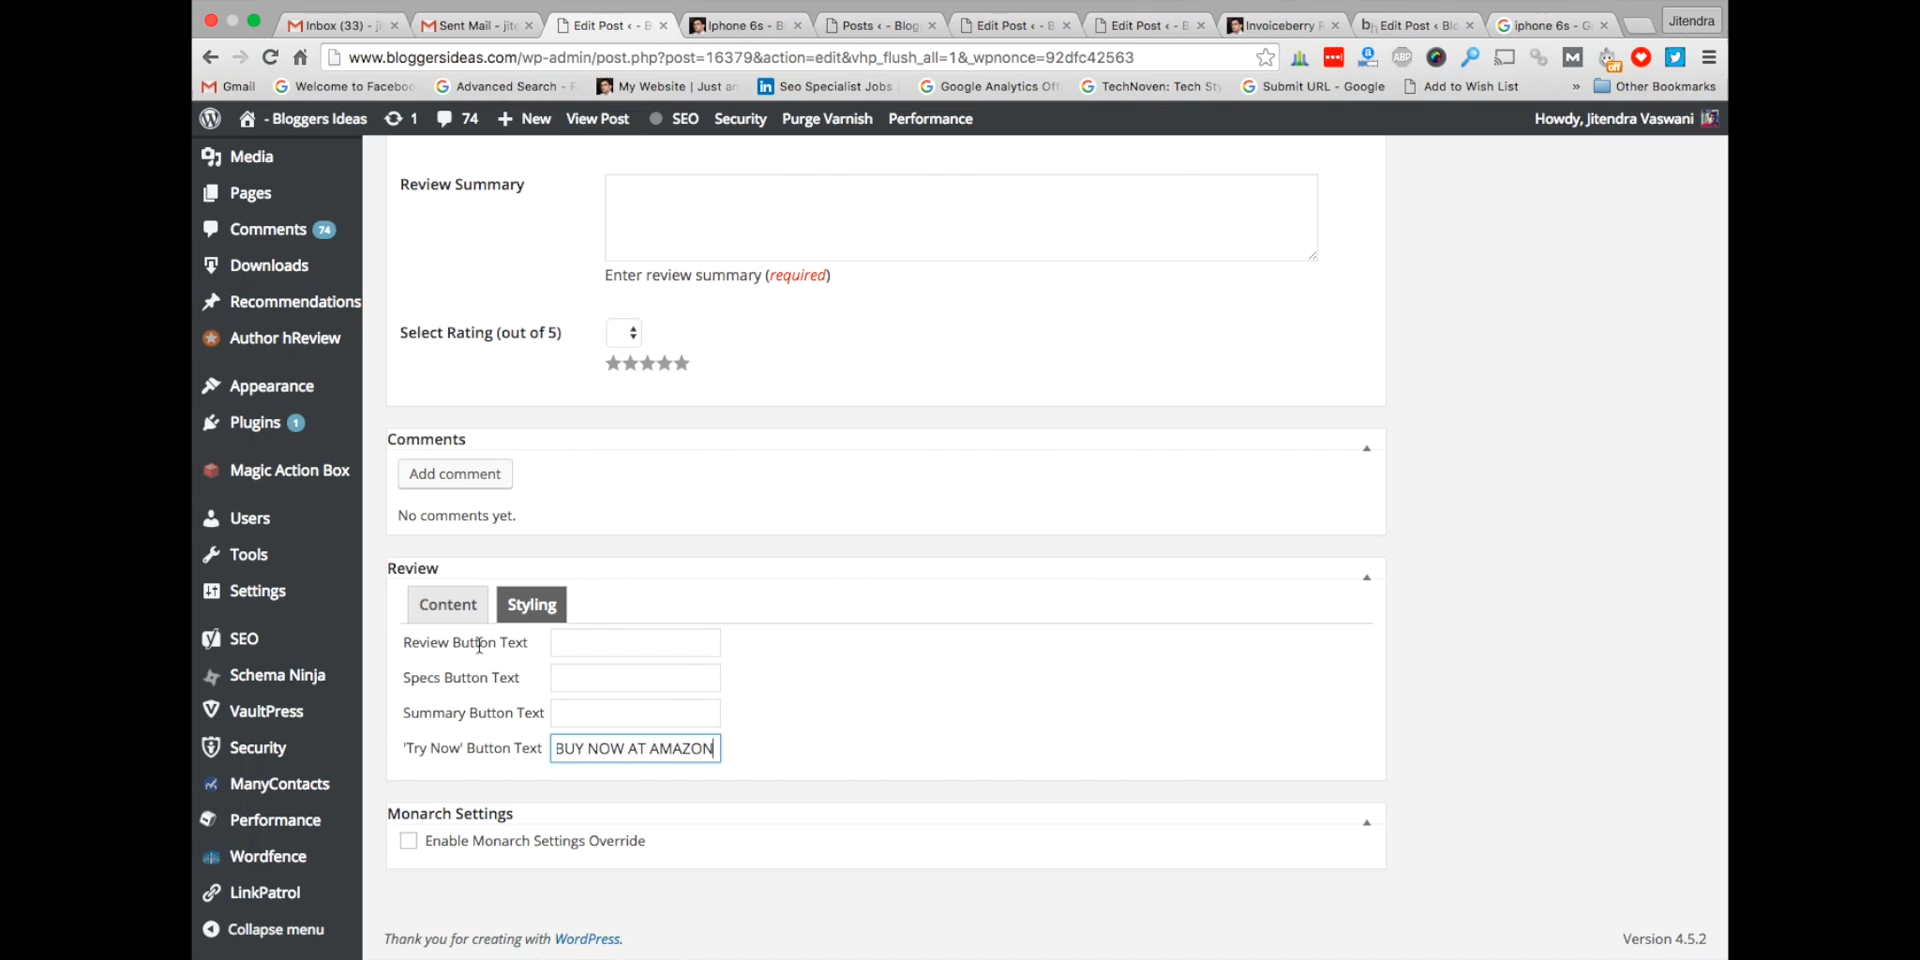 Inbox (33) - ji
Sent Mail - jite
Edit Post ‹ - B
Iphone 6s - B
Posts ‹ - Blog
Edit Post ‹ - B
Edit Post ‹ - B
Invoiceberry R
Edit Post ‹ Blo
iphone 6s - G
Jitendra
www.bloggersideas.com/wp-admin/post.php?post=16379&action=edit&vhp_flush_all=1&_wpnonce=92dfc42563
ABP
M
off
Gmail
Welcome to Faceboo
Advanced Search - F
My Website | Just an
Seo Specialist Jobs
Google Analytics Off
TechNoven: Tech St
Submit URL - Google
Add to Wish List
»
Other Bookmarks
- Bloggers Ideas
1
74
+ New
View Post
SEO
Security
Purge Varnish
Performance
Howdy, Jitendra Vaswani
Media
Pages
Comments 74
Downloads
Recommendations
Author hReview
Appearance
Plugins 1
Magic Action Box
Users
Tools
Settings
SEO
Schema Ninja
VaultPress
Security
ManyContacts
Performance
Wordfence
LinkPatrol
Collapse menu
Review Summary
Enter review summary (required)
Select Rating (out of 5)
Comments
Add comment
No comments yet.
Review
Content
Styling
Review Button Text
Specs Button Text
Summary Button Text
'Try Now' Button Text
BUY NOW AT AMAZON
Monarch Settings
Enable Monarch Settings Override
Thank you for creating with WordPress.
Version 4.5.2